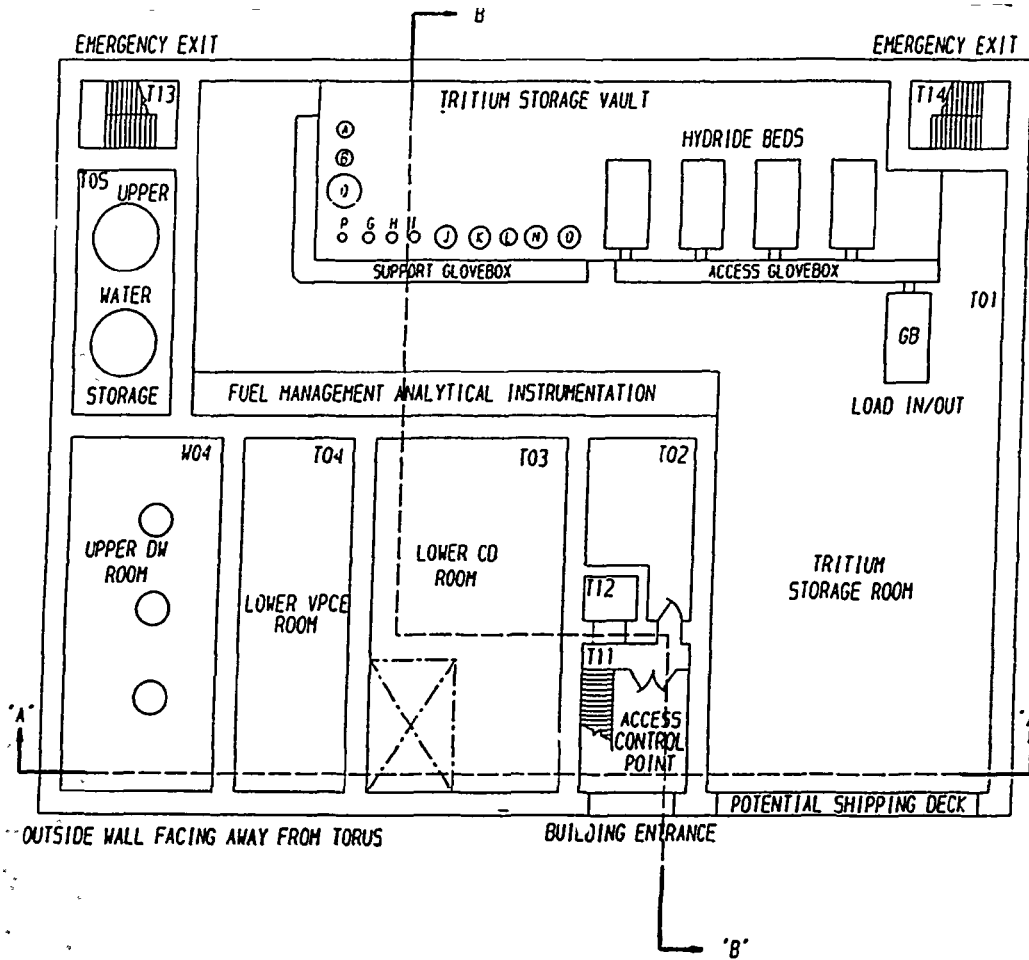 B
EMERGENCY EXIT
EMERGENCY EXIT
T13
T14
TRITIUM STORAGE VAULT
HYDRIDE BEDS
A
T05
UPPER
P
G
H
I
J
K
L
N
O
SUPPORT GLOVEBOX
ACCESS GLOVEBOX
WATER
T01
GB
STORAGE
FUEL MANAGEMENT ANALYTICAL INSTRUMENTATION
LOAD IN/OUT
W04
T04
T03
T02
UPPER DW
ROOM
LOWER CD
ROOM
TRITIUM
STORAGE ROOM
T12
LOWER VPCE
ROOM
T11
"A"
ACCESS
CONTROL
POINT
POTENTIAL SHIPPING DECK
OUTSIDE WALL FACING AWAY FROM TORUS
BUILDING ENTRANCE
"B"